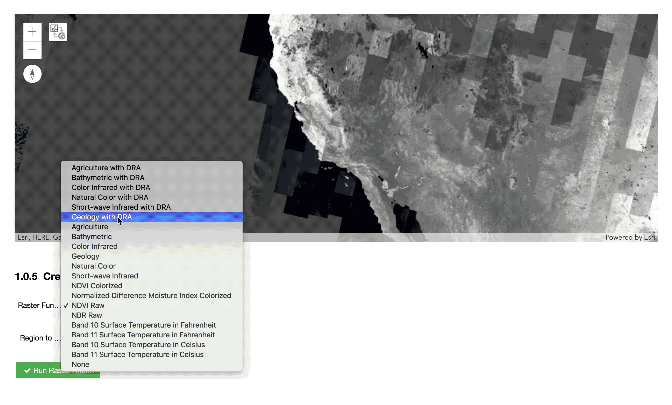 Agriculture with DRA
Bathymetric with DRA
Color Infrared with DRA
Natural Color with DRA
Short-wave Infrared with DRA
Geology with DRA
Agriculture
Bathymetric
Color Infrared
Geology
Natural Color
Short-wave Infrared
NDVI Colorized
Normalized Difference Moisture Index Colorized
✓ NDVI Raw
NBR Raw
Band 10 Surface Temperature in Fahrenheit
Band 11 Surface Temperature in Fahrenheit
Band 10 Surface Temperature in Celsius
Band 11 Surface Temperature in Celsius
None
Esri, HERE, Ga
Powered by Esri
1.0.5 Cre
Raster Fun...
Region to ...
Run Ras